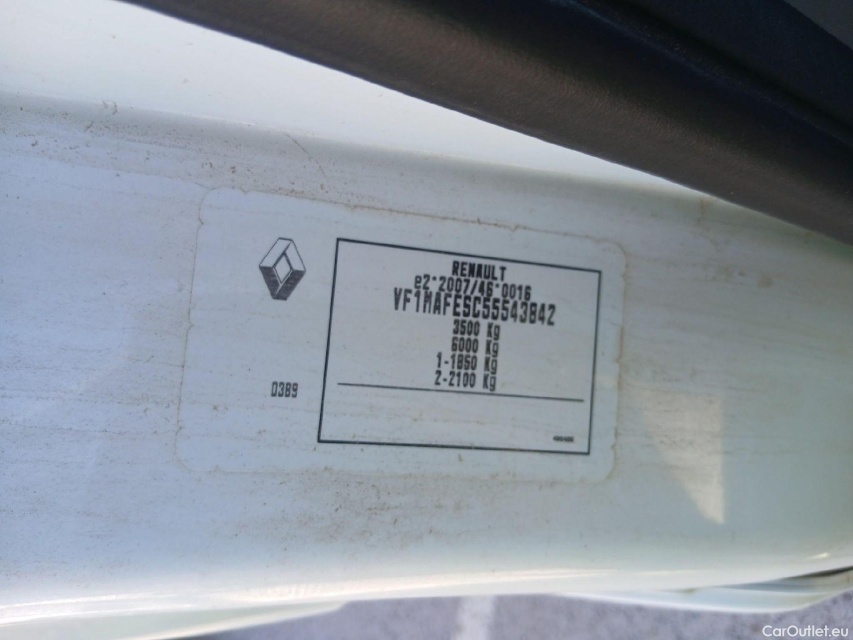 RENAULT
e2*2007/46*0016
VF1MAFESC55543842
3500 Kg
6000 Kg
1-1850 Kg
2-2100 Kg
0389
CarOutlet.eu